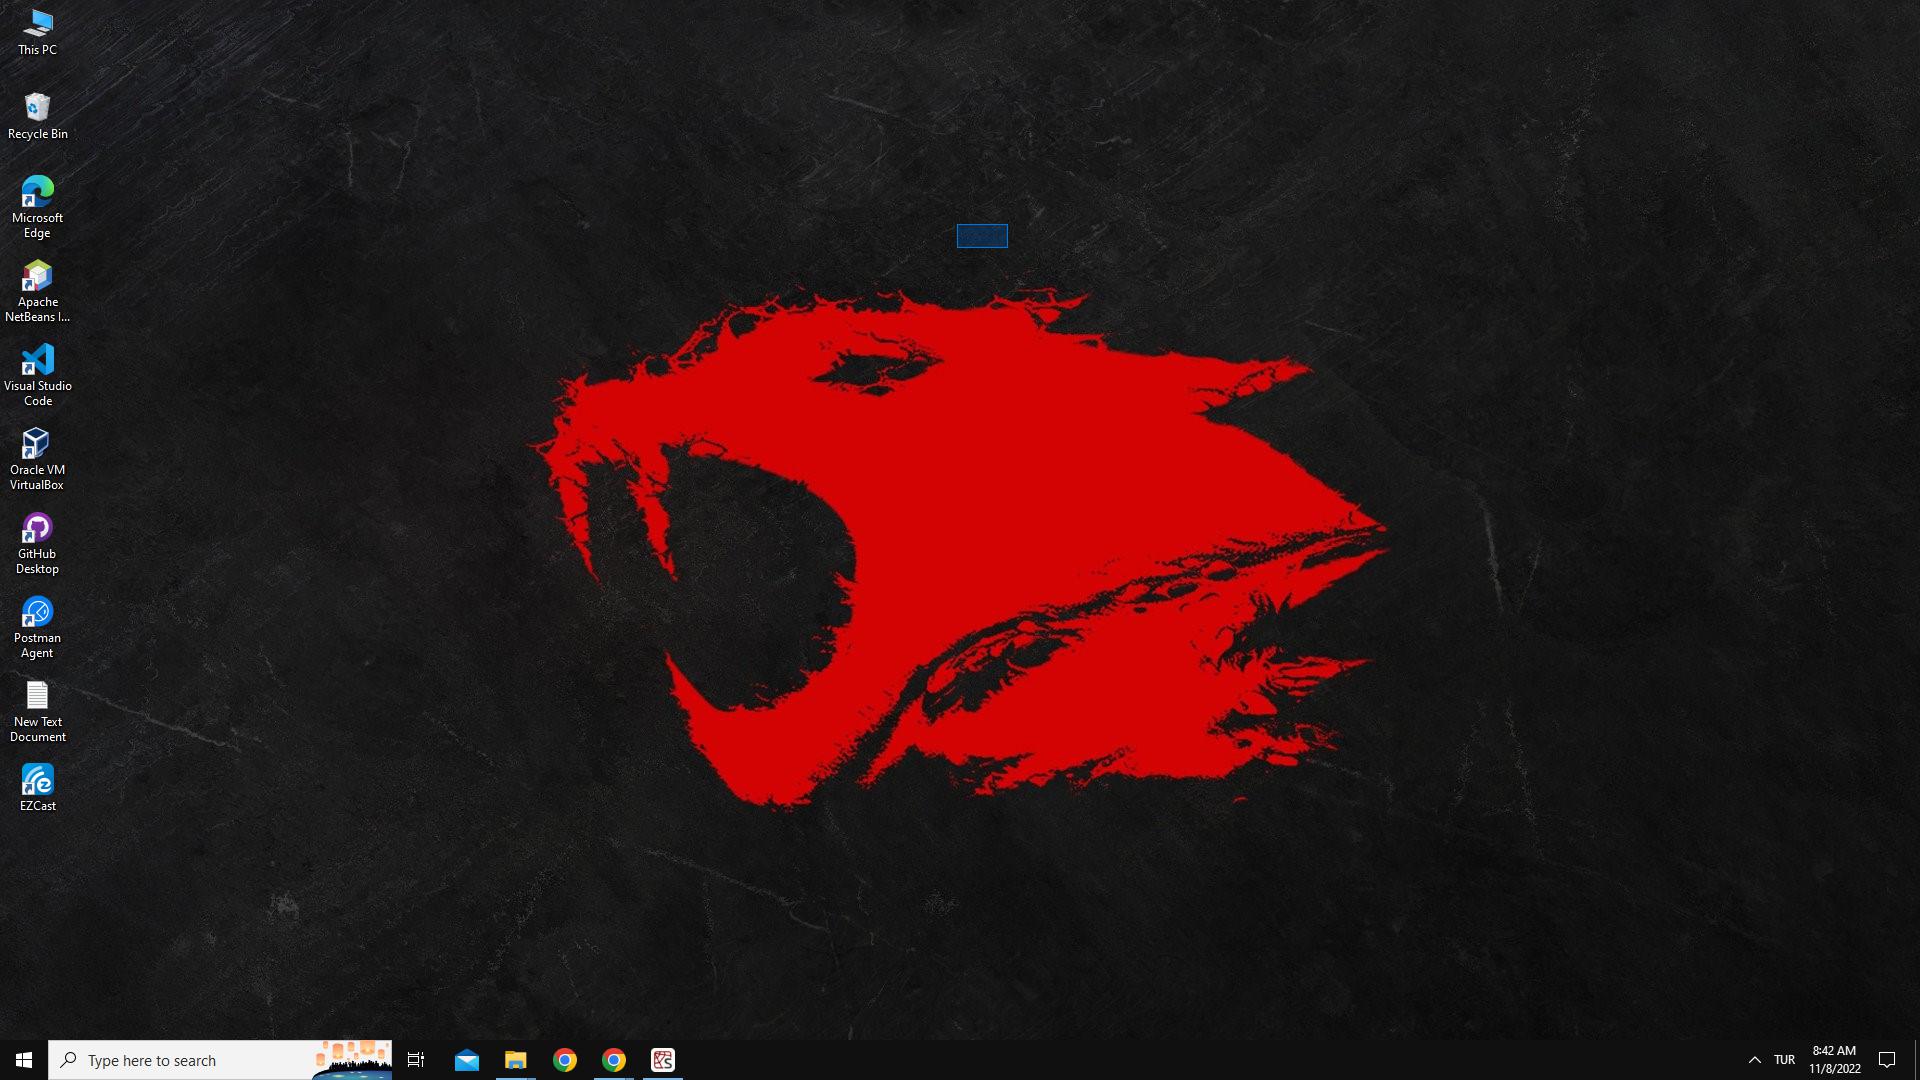 This PC
Recycle Bin
Microsoft
Edge
Apache
NetBeans I...
Visual Studio
Code
Oracle VM
VirtualBox
GitHub
Desktop
Postman
Agent
New Text
Document
EZCast
Type here to search
TUR
8:42 AM
11/8/2022